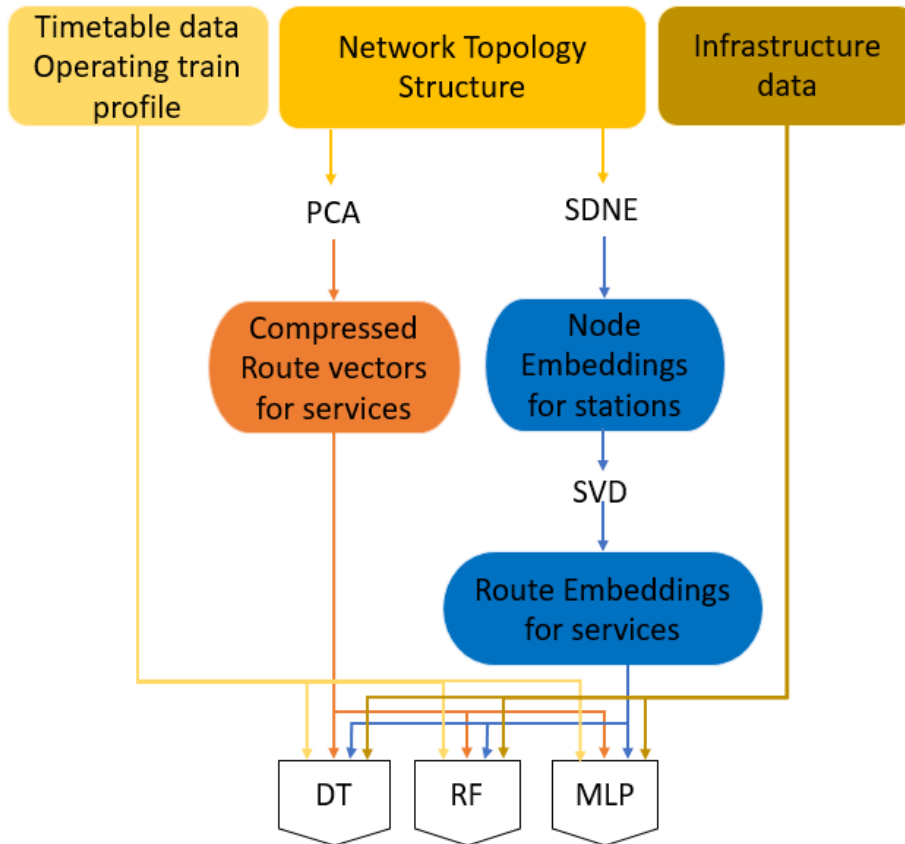 Timetable data
Operating train
profile
Network Topology
Structure
Infrastructure
data
PCA
SDNE
Compressed
Route vectors
for services
Node
Embeddings
for stations
SVD
Route Embeddings
for services
DT
RF
MLP